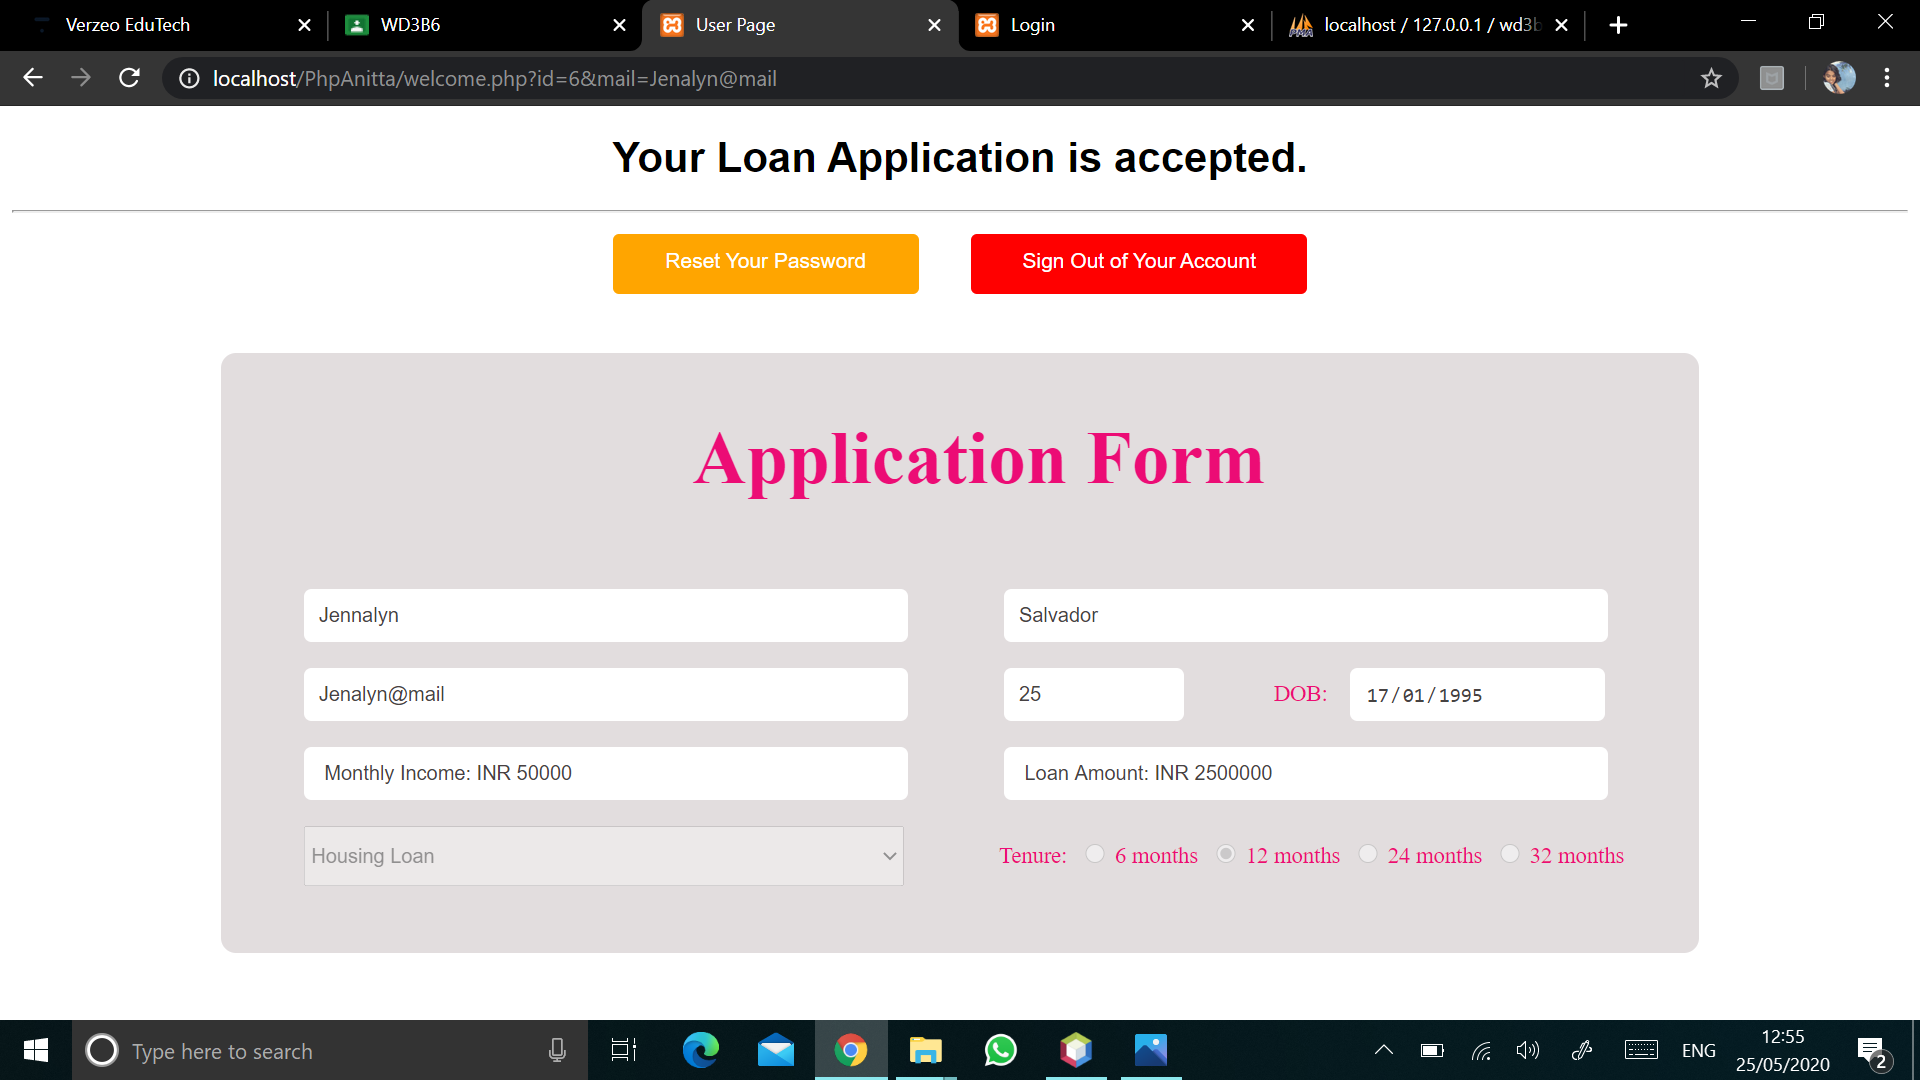 Verzeo EduTech
WD3B6
User Page
Login
localhost / 127.0.0.1 / wd3b
localhost/PhpAnitta/welcome.php?id=6&mail=Jenalyn@mail
Your Loan Application is accepted.
Reset Your Password
Sign Out of Your Account
Application Form
Jennalyn
Salvador
Jenalyn@mail
25
DOB:
17/01/1995
Monthly Income: INR 50000
Loan Amount: INR 2500000
Housing Loan
Tenure: 6 months 12 months 24 months 32 months
Type here to search
ENG
12:55
25/05/2020
2